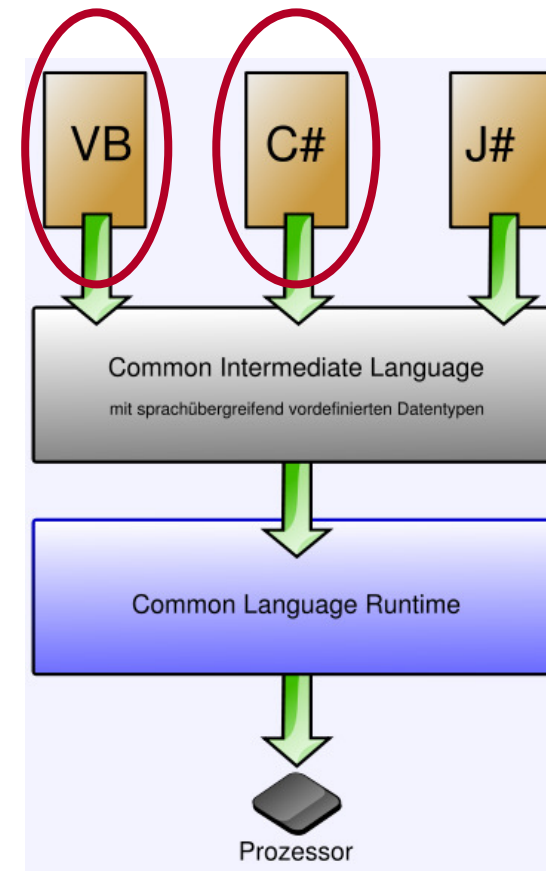 VB
C#
J#
Common Intermediate Language
mit sprachübergreifend vordefinierten Datentypen
Common Language Runtime
Prozessor